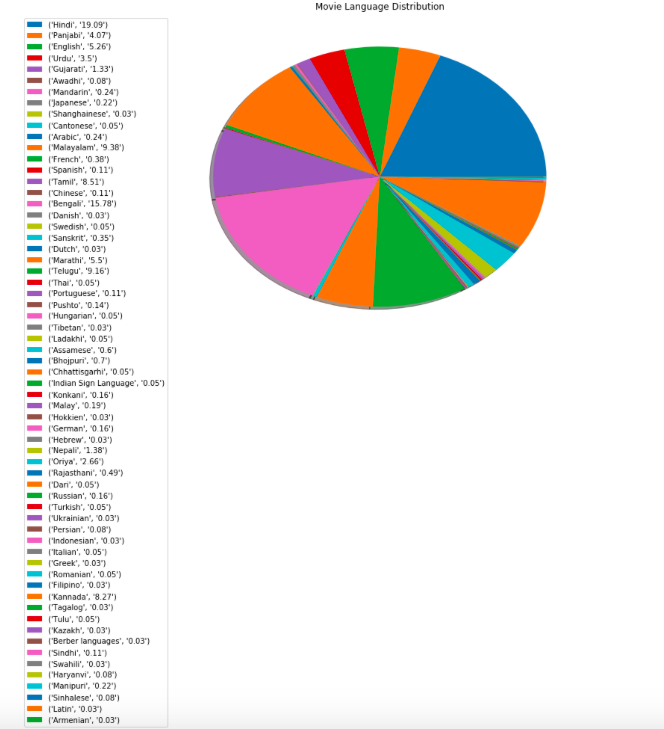 Movie Language Distribution
('Hindi', '19.09')
('Panjabi', '4.07')
('English', '5.26')
('Urdu', '3.5')
('Gujarati', '1.33')
('Awadhi', '0.08')
('Mandarin', '0.24')
('Japanese', '0.22')
('Shanghainese', '0.03')
('Cantonese', '0.05')
('Arabic', '0.24')
('Malayalam', '9.38')
('French', '0.38')
('Spanish', '0.11')
('Tamil', '8.51')
('Chinese', '0.11')
('Bengali', '15.78')
('Danish', '0.03')
('Swedish', '0.05')
('Sanskrit', '0.35')
('Dutch', '0.03')
('Marathi', '5.5')
('Telugu', '9.16')
('Thai', '0.05')
('Portuguese', '0.11')
('Pushto', '0.14')
('Hungarian', '0.05')
('Tibetan', '0.03')
('Ladakhi', '0.05')
('Assamese', '0.6')
('Bhojpuri', '0.7')
('Chhattisgarhi', '0.05')
('Indian Sign Language', '0.05')
('Konkani', '0.16')
('Malay', '0.19')
('Hokkien', '0.03')
('German', '0.16')
('Hebrew', '0.03')
('Nepali', '1.38')
('Oriya', '2.66')
('Rajasthani', '0.49')
('Dari', '0.05')
('Russian', '0.16')
('Turkish', '0.05')
('Ukrainian', '0.03')
('Persian', '0.08')
('Indonesian', '0.03')
('Italian', '0.05')
('Greek', '0.03')
('Romanian', '0.05')
('Filipino', '0.03')
('Kannada', '8.27')
('Tagalog', '0.03')
('Tulu', '0.05')
('Kazakh', '0.03')
('Berber languages', '0.03')
('Sindhi', '0.11')
('Swahili', '0.03')
('Haryanvi', '0.08')
('Manipuri', '0.22')
('Sinhalese', '0.08')
('Latin', '0.03')
('Armenian', '0.03')